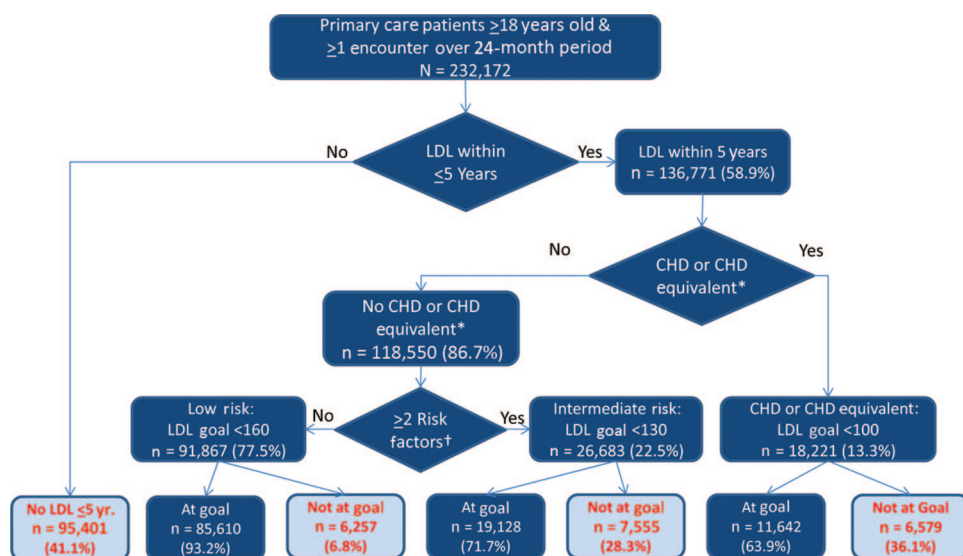 Primary care patients ≥18 years old &
≥1 encounter over 24-month period
N = 232,172
No
LDL within
≤5 Years
Yes
LDL within 5 years
n = 136,771 (58.9%)
No
CHD or CHD
equivalent*
Yes
No CHD or CHD
equivalent*
n = 118,550 (86.7%)
Low risk:
LDL goal <160
n = 91,867 (77.5%)
No
≥2 Risk
factors†
Yes
Intermediate risk:
LDL goal <130
n = 26,683 (22.5%)
CHD or CHD equivalent:
LDL goal <100
n = 18,221 (13.3%)
No LDL ≤5 yr.
n = 95,401
(41.1%)
At goal
n = 85,610
(93.2%)
Not at goal
n = 6,257
(6.8%)
At goal
n = 19,128
(71.7%)
Not at goal
n = 7,555
(28.3%)
At goal
n = 11,642
(63.9%)
Not at Goal
n = 6,579
(36.1%)